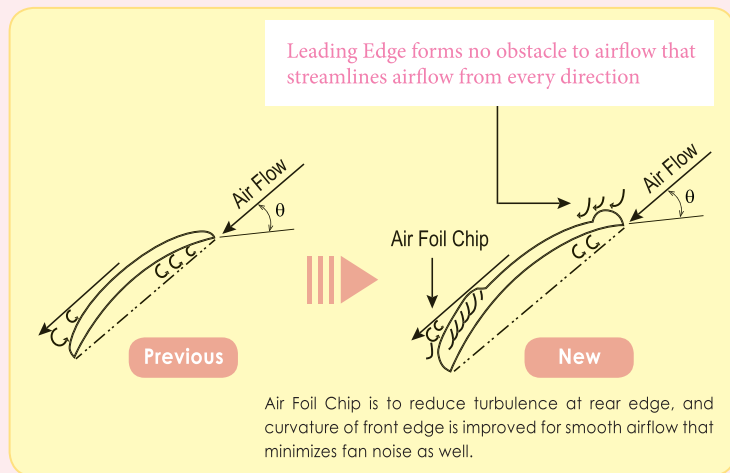 Leading Edge forms no obstacle to airflow that
streamlines airflow from every direction
Air Flow
θ
Previous
Air Flow
θ
Air Foil Chip
New
Air Foil Chip is to reduce turbulence at rear edge, and
curvature of front edge is improved for smooth airflow that
minimizes fan noise as well.